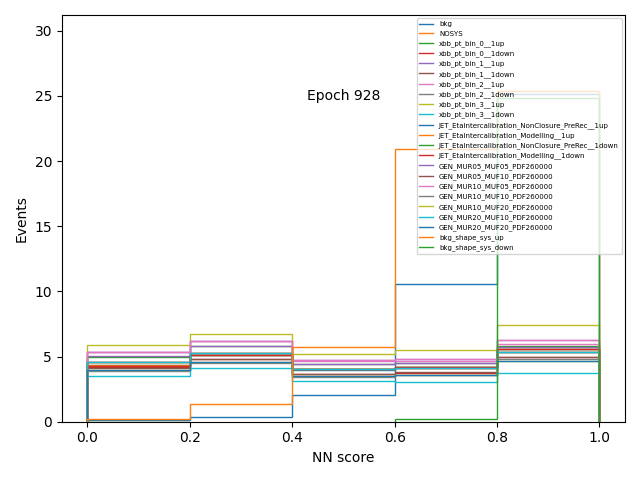 bkg
NOSYS
xbb_pt_bin_0__1up
xbb_pt_bin_0__1down
xbb_pt_bin_1__1up
xbb_pt_bin_1__1down
xbb_pt_bin_2__1up
xbb_pt_bin_2__1down
xbb_pt_bin_3__1up
xbb_pt_bin_3__1down
JET_EtaIntercalibration_NonClosure_PreRec__1up
JET_EtaIntercalibration_Modelling__1up
JET_EtaIntercalibration_NonClosure_PreRec__1down
JET_EtaIntercalibration_Modelling__1down
GEN_MUR05_MUF05_PDF260000
GEN_MUR05_MUF10_PDF260000
GEN_MUR10_MUF05_PDF260000
GEN_MUR10_MUF10_PDF260000
GEN_MUR10_MUF20_PDF260000
GEN_MUR20_MUF10_PDF260000
GEN_MUR20_MUF20_PDF260000
bkg_shape_sys_up
bkg_shape_sys_down
Epoch 928
30
25
20
15
10
5
0
Events
0.0 0.2 0.4 0.6 0.8 1.0
NN score